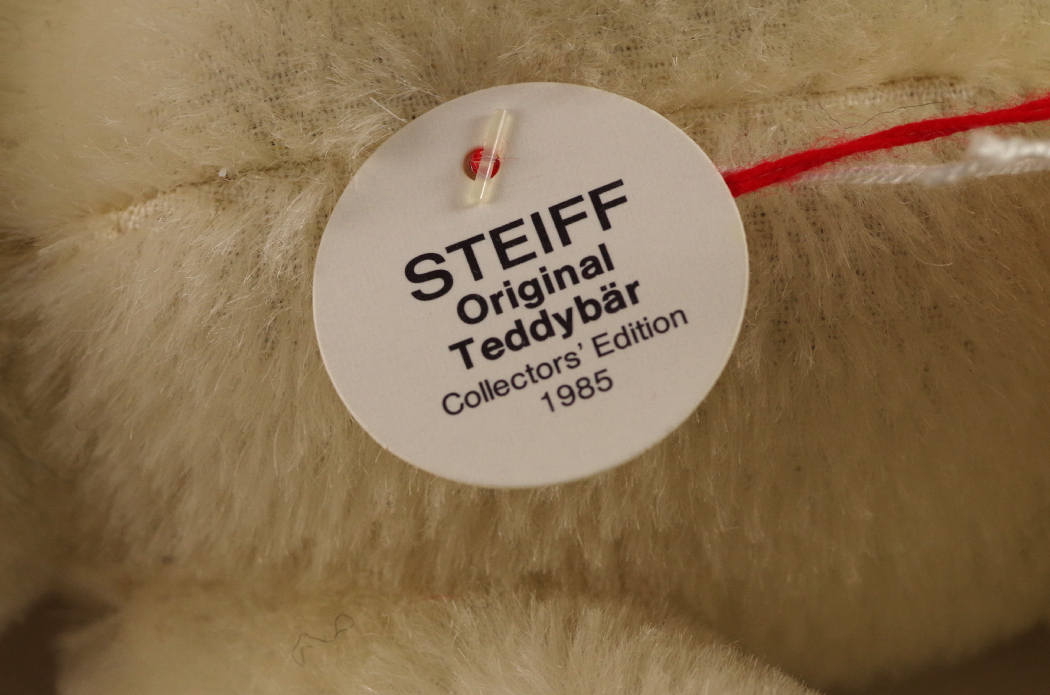 STEIFF
Original
Teddybär
Collectors' Edition
1985